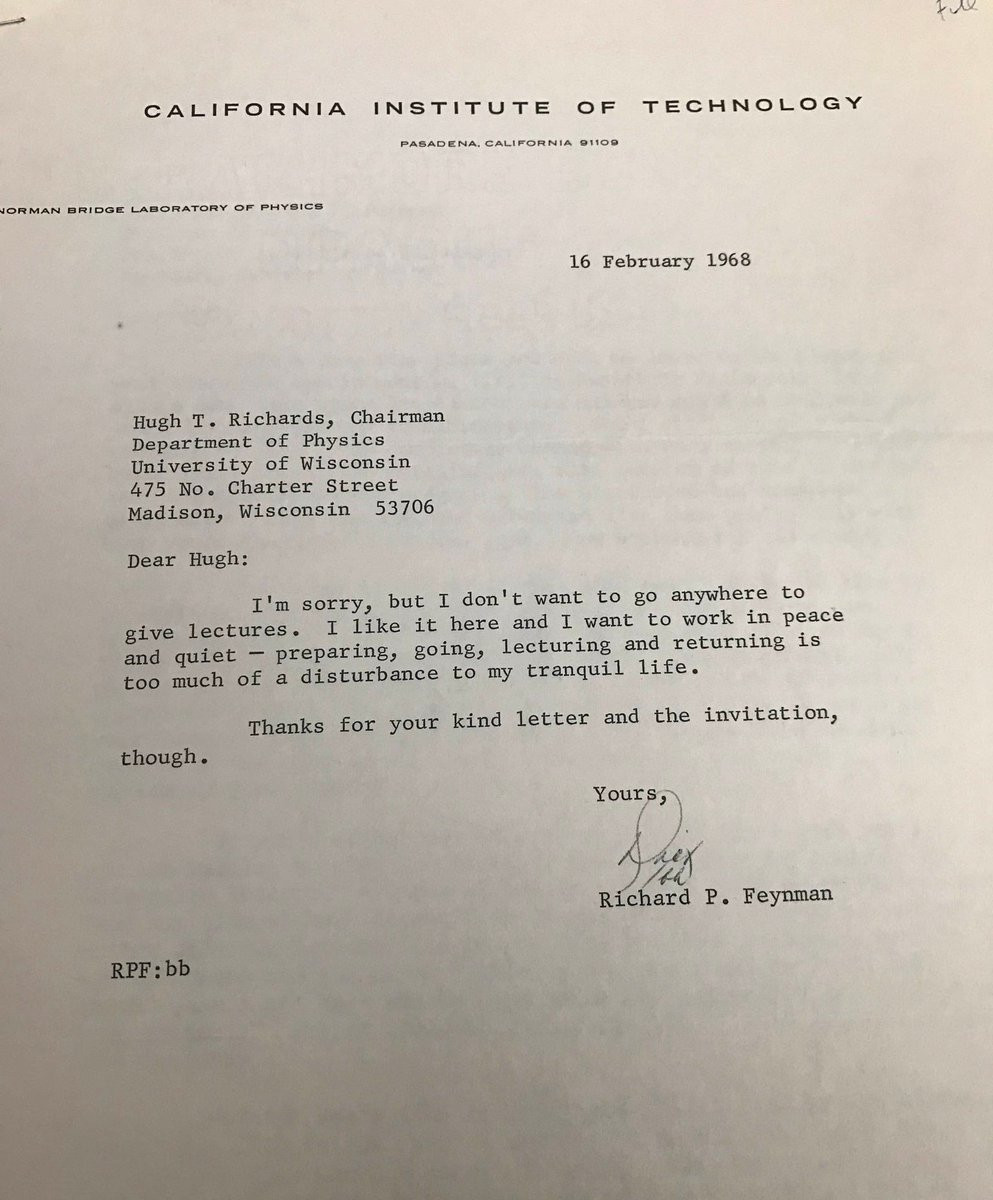 File
CALIFORNIA INSTITUTE OF TECHNOLOGY
PASADENA, CALIFORNIA 91109
NORMAN BRIDGE LABORATORY OF PHYSICS
16 February 1968
Hugh T. Richards, Chairman
Department of Physics
University of Wisconsin
475 No. Charter Street
Madison, Wisconsin 53706
Dear Hugh:
I'm sorry, but I don't want to go anywhere to
give lectures. I like it here and I want to work in peace
and quiet — preparing, going, lecturing and returning is
too much of a disturbance to my tranquil life.
Thanks for your kind letter and the invitation,
though.
Yours,
Richard P. Feynman
RPF:bb